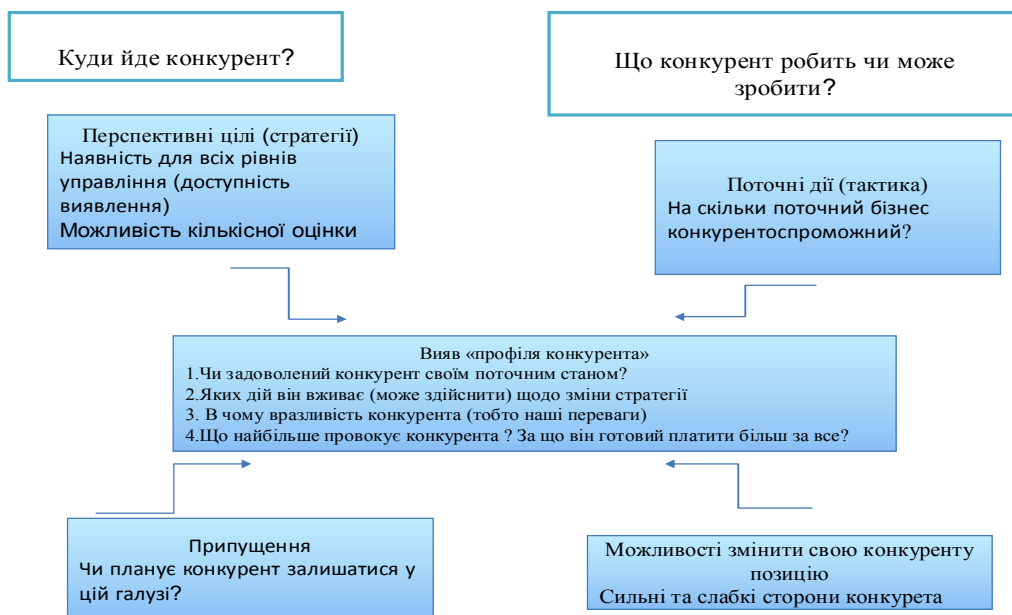 Куди йде конкурент?
Що конкурент робить чи може
зробити?
Перспективні цілі (стратегії)
Наявність для всіх рівнів
управління (доступність
виявлення)
Можливість кількісної оцінки
Поточні дії (тактика)
На скільки поточний бізнес
конкурентоспроможний?
Вияв «профіля конкурента»
1.Чи задоволений конкурент своїм поточним станом?
2.Яких дій він вживає (може здійснити) щодо зміни стратегії
3. В чому вразливість конкурента (тобто наші переваги)
4.Що найбільше провокує конкурента ? За що він готовий платити більш за все?
Припущення
Чи планує конкурент залишатися у
цій галузі?
Можливості змінити свою конкуренту
позицію
Сильні та слабкі сторони конкурета